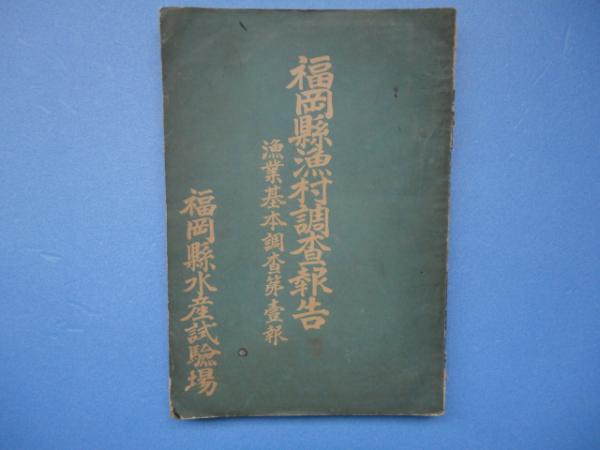 福岡縣漁村調查報告
漁業基本調查第壹報
福岡縣水産試驗場